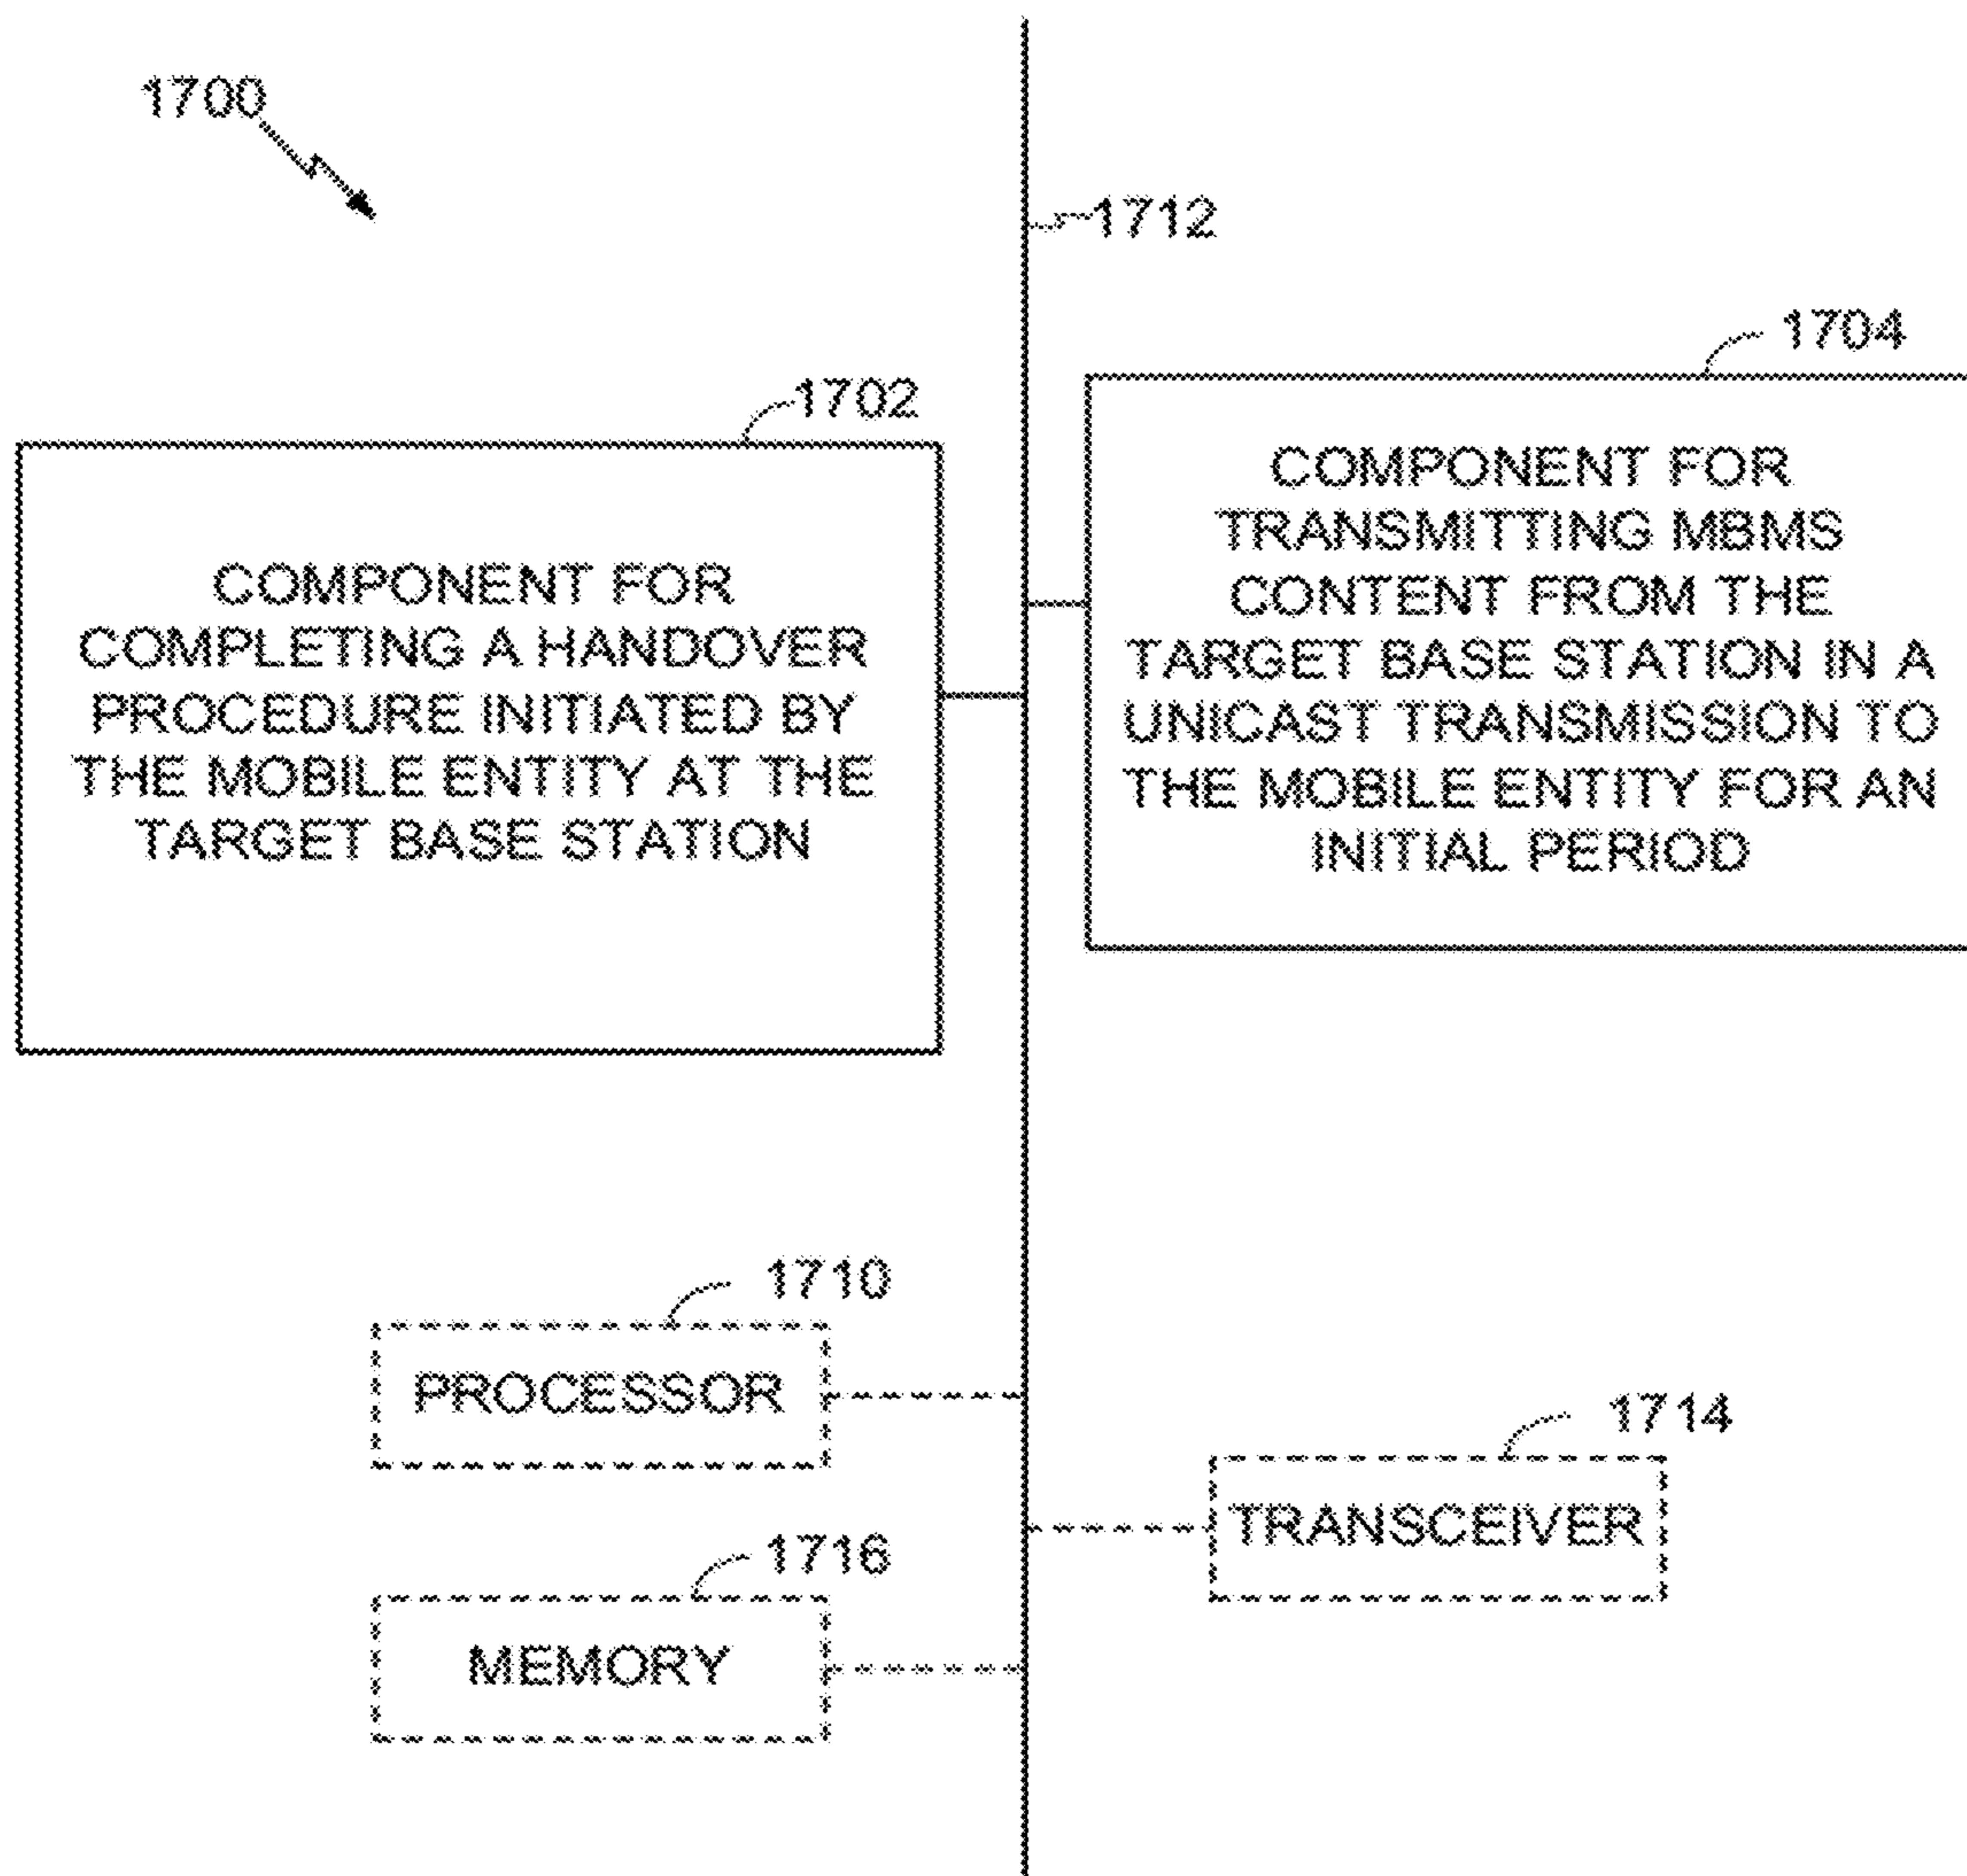 1700
1712
1704
1702
COMPONENT FOR
COMPLETING A HANDOVER
PROCEDURE INITIATED BY
THE MOBILE ENTITY AT THE
TARGET BASE STATION
COMPONENT FOR
TRANSMITTING MBMS
CONTENT FROM THE
TARGET BASE STATION IN A
UNICAST TRANSMISSION TO
THE MOBILE ENTITY FOR AN
INITIAL PERIOD
1710
PROCESSOR
1714
TRANSCEIVER
1716
MEMORY